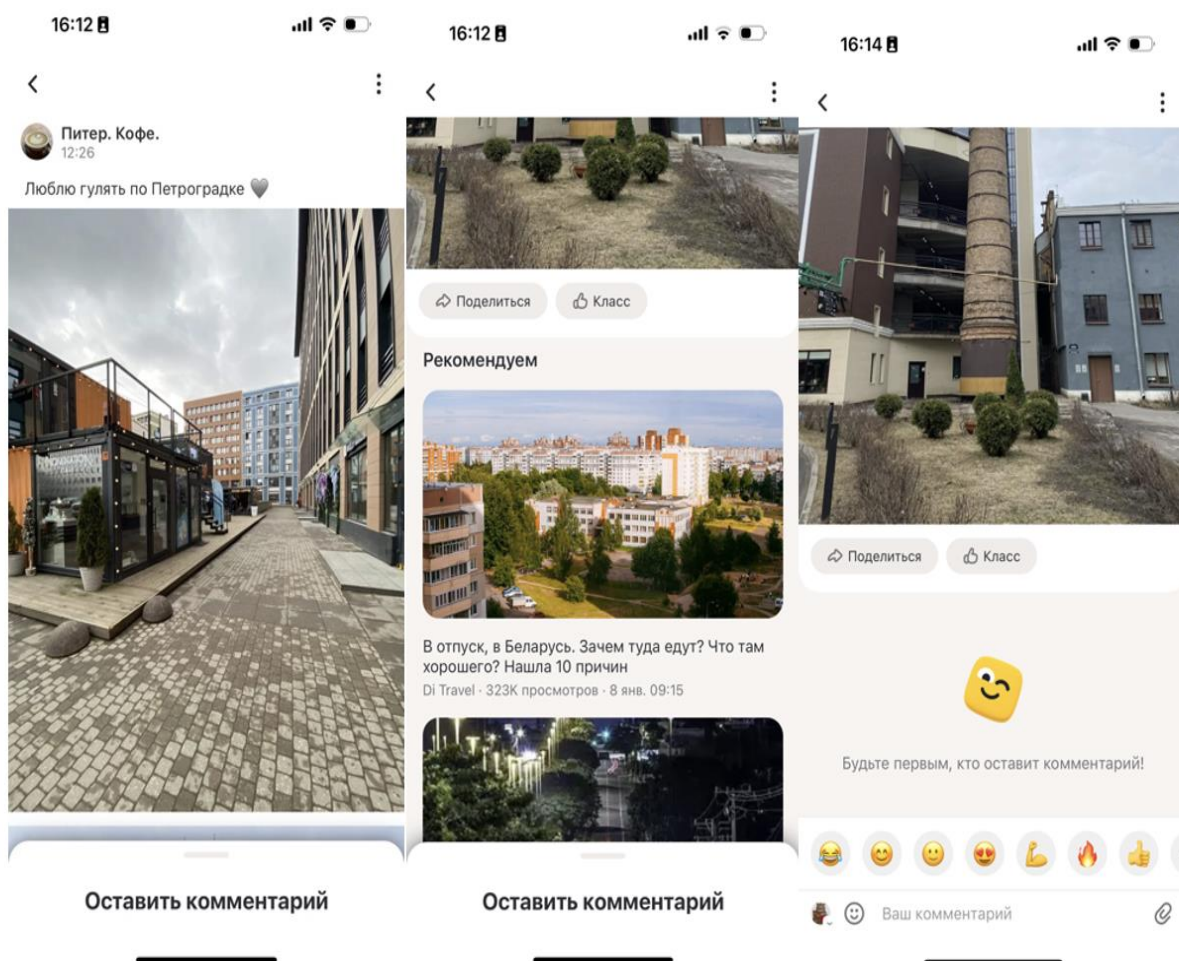 16:12
Питер. Кофе.
12:26
Люблю гулять по Петроградке 🩶
Оставить комментарий
16:12
Поделиться
Класс
Рекомендуем
В отпуск, в Беларусь. Зачем туда едут? Что там
хорошего? Нашла 10 причин
Di Travel · 323K просмотров · 8 янв. 09:15
Оставить комментарий
16:14
Поделиться
Класс
Будьте первым, кто оставит комментарий!
Ваш комментарий